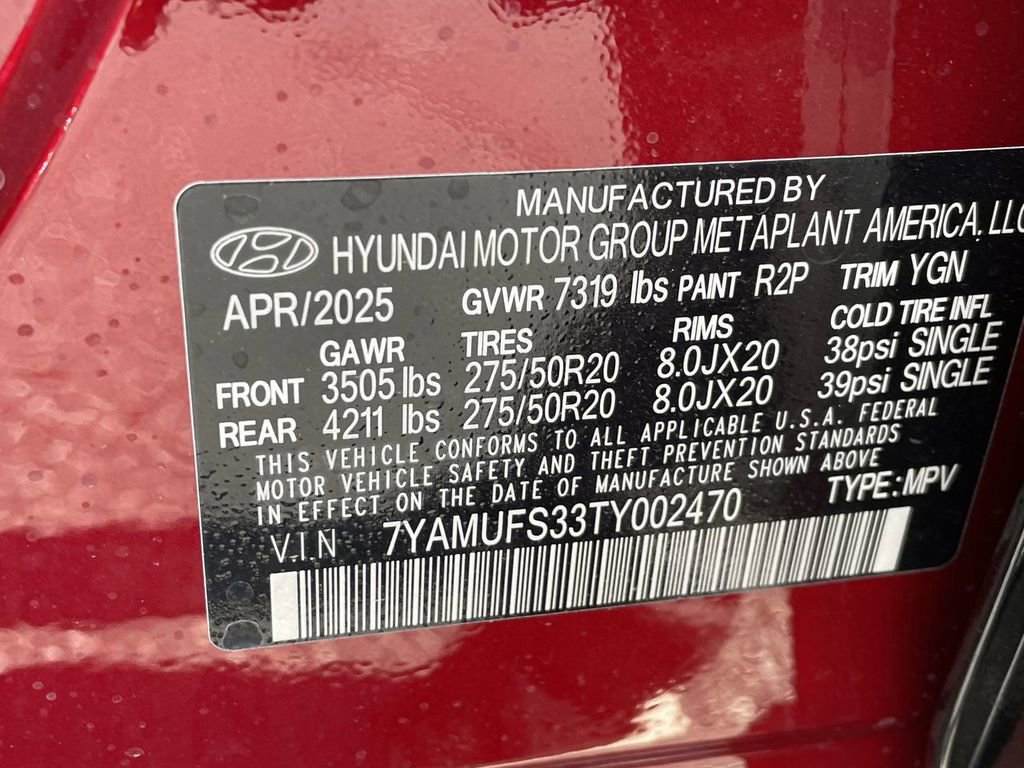 MANUFACTURED BY
HYUNDAI MOTOR GROUP METAPLANT AMERICA, LLC
APR/2025 GVWR 7319 lbs PAINT R2P TRIM YGN
GAWR TIRES RIMS COLD TIRE INFL
FRONT 3505 lbs 275/50R20 8.0JX20 38psi SINGLE
REAR 4211 lbs 275/50R20 8.0JX20 39psi SINGLE
THIS VEHICLE CONFORMS TO ALL APPLICABLE U.S.A. FEDERAL
MOTOR VEHICLE SAFETY AND THEFT PREVENTION STANDARDS
IN EFFECT ON THE DATE OF MANUFACTURE SHOWN ABOVE
V.I.N 7YAMUFS33TY002470 TYPE:MPV